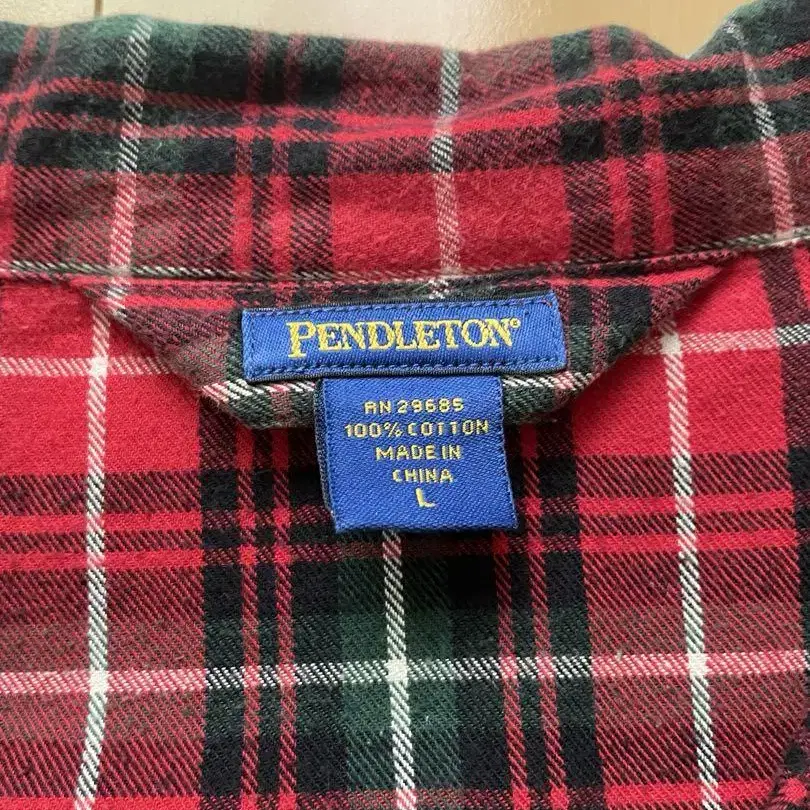 PENDLETON®
RN 29685
100% COTTON
MADE IN
CHINA
L